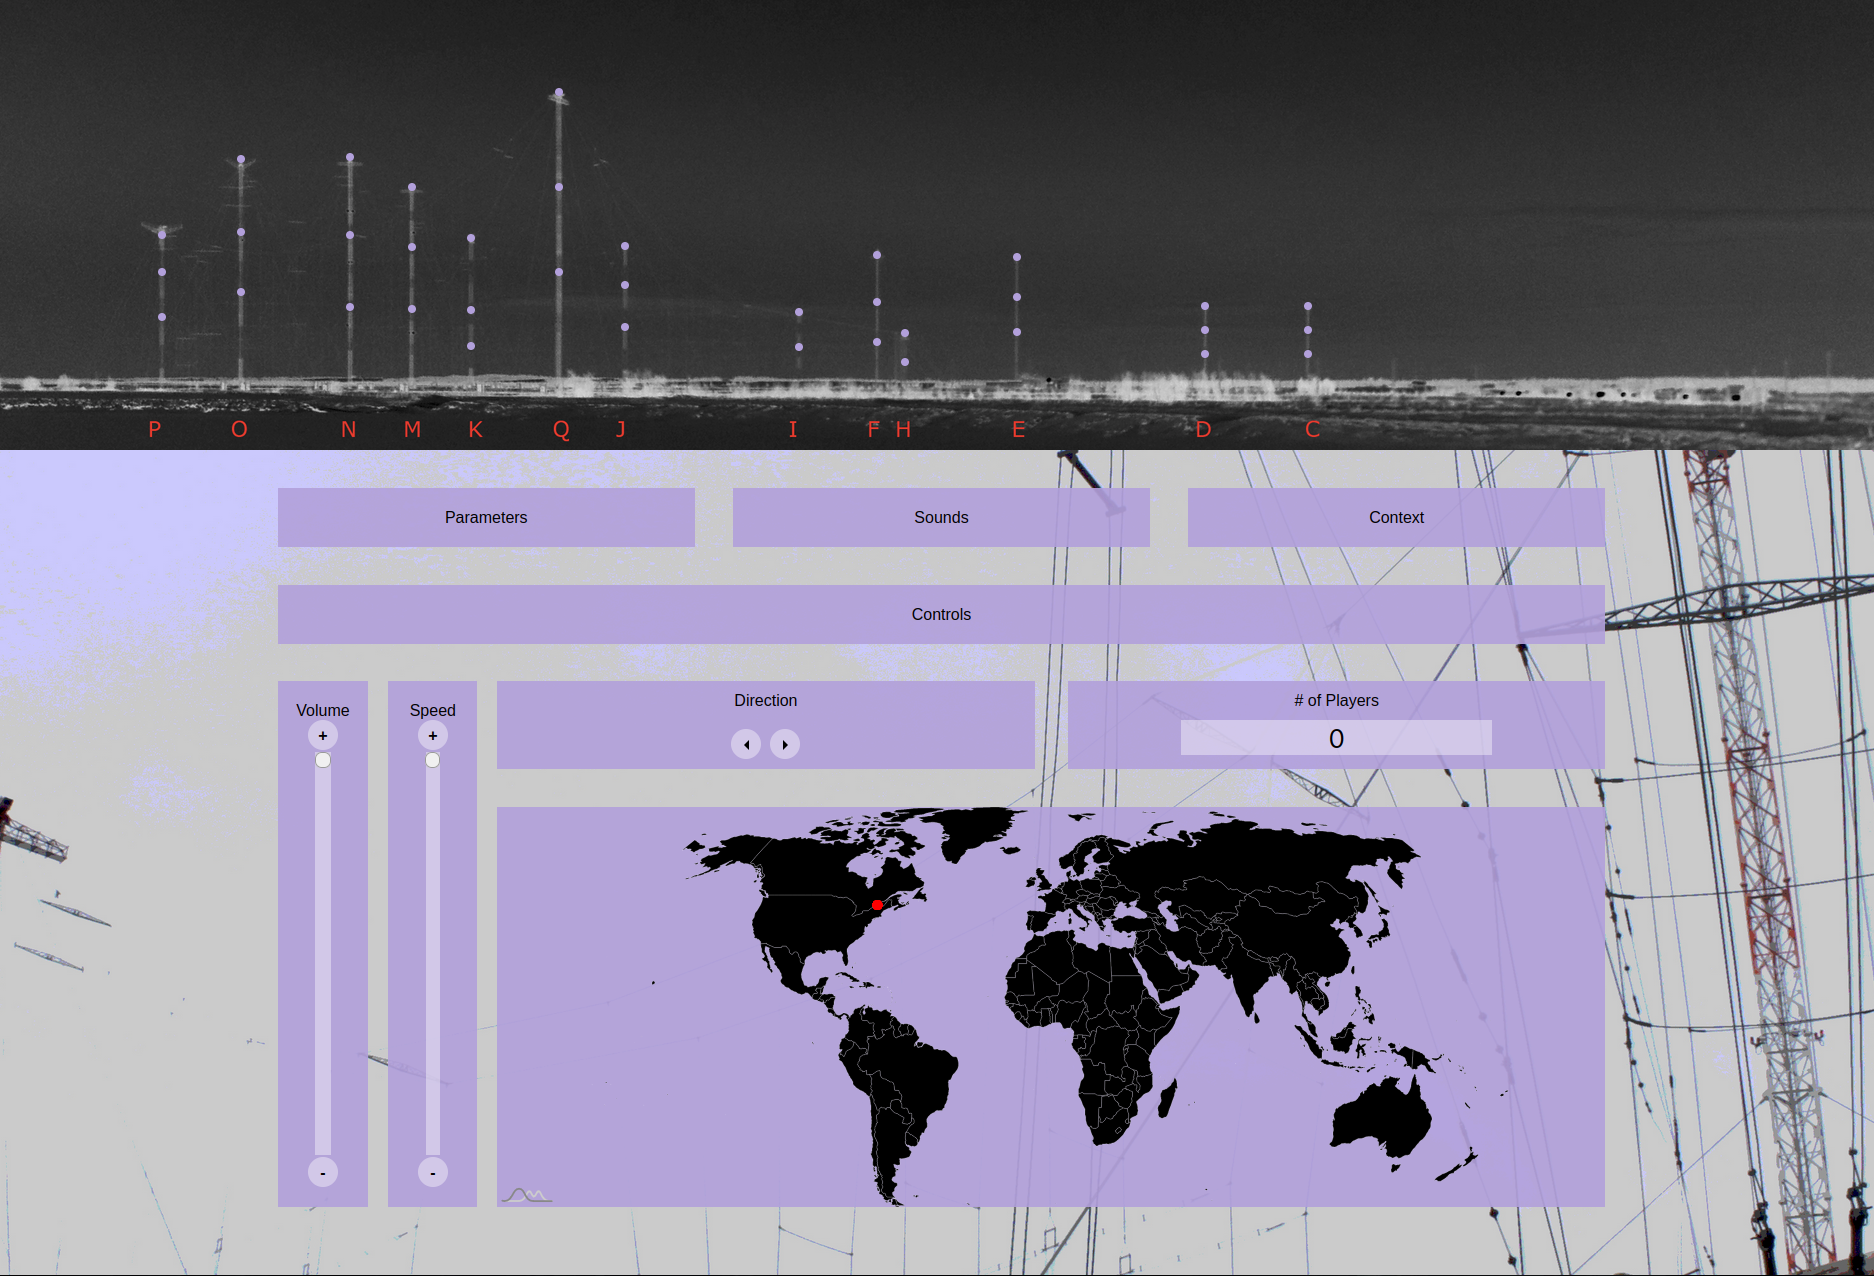 P O N M K Q J I F H E D C
Parameters Sounds Context
Controls
Volume Speed Direction # of Players
+ + 0
- -